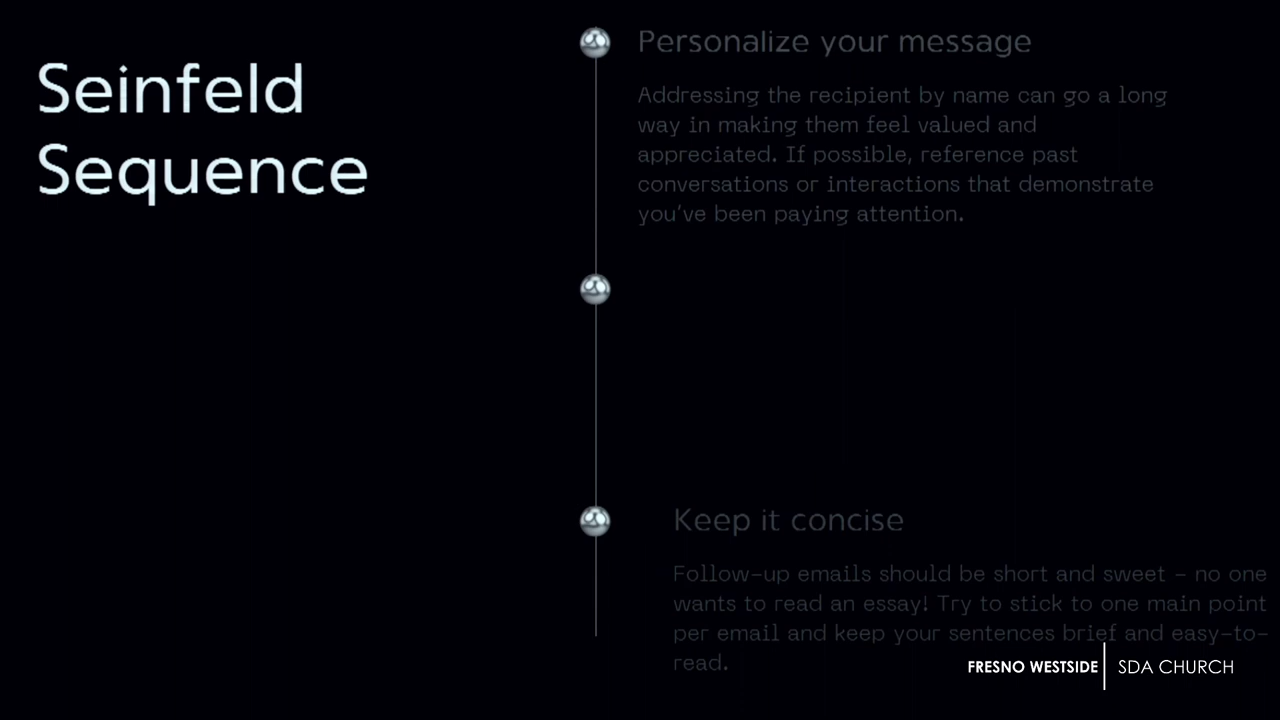 Seinfeld
Sequence
Personalize your message
Addressing the recipient by name can go a long
way in making them feel valued and
appreciated. If possible, reference past
conversations or interactions that demonstrate
you've been paying attention.
Keep it concise
Follow-up emails should be short and sweet - no one
wants to read an essay! Try to stick to one main point
per email and keep your sentences brief and easy-to-
read.
FRESNO WESTSIDE SDA CHURCH